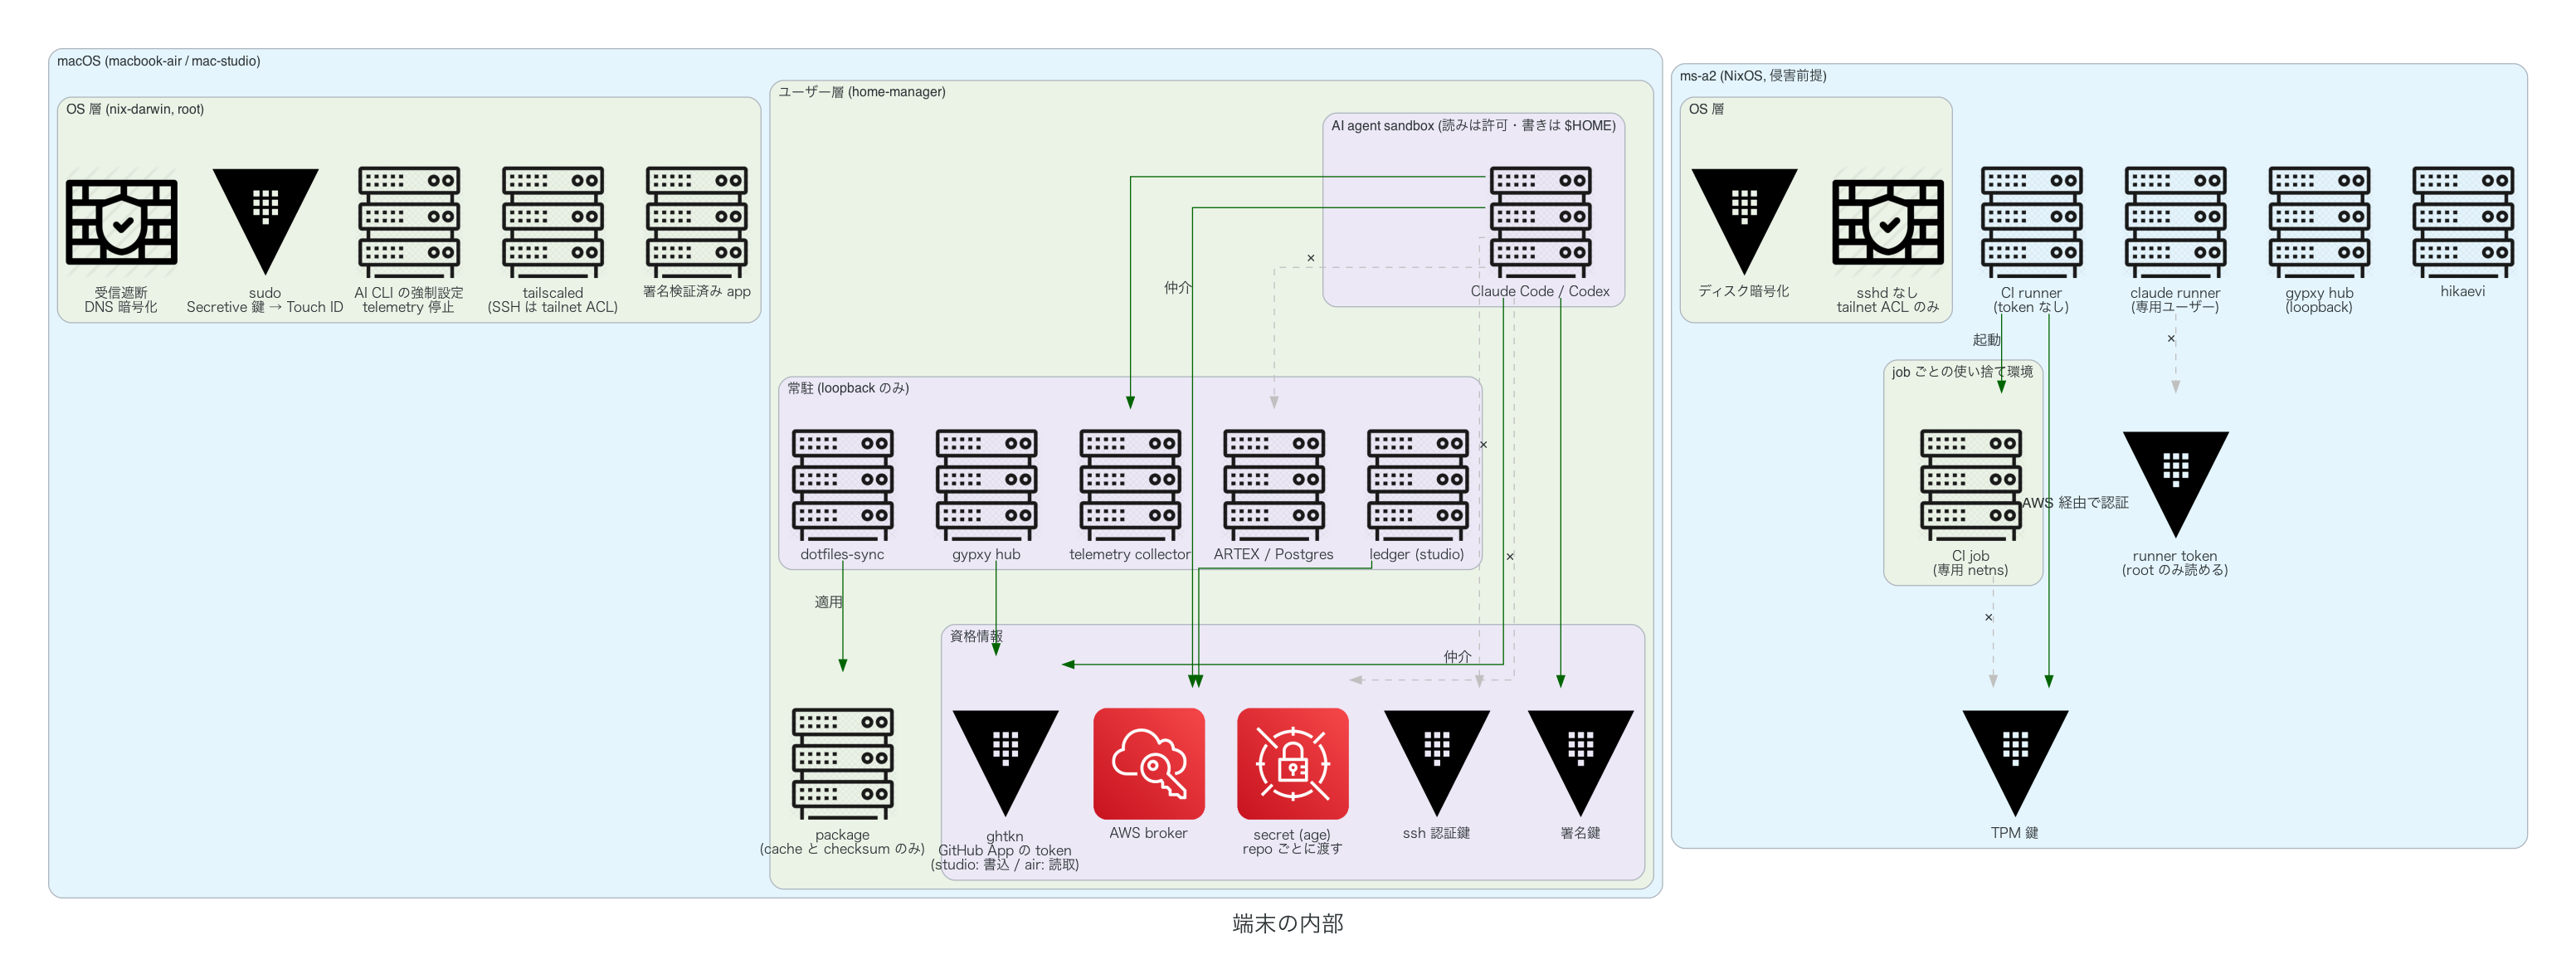 macOS (macbook-air / mac-studio)
OS 層 (nix-darwin, root)
受信遮断
DNS 暗号化
sudo
Secretive 鍵 → Touch ID
AI CLI の強制設定
telemetry 停止
tailscaled
(SSH は tailnet ACL)
署名検証済み app
ユーザー層 (home-manager)
AI agent sandbox (読みは許可・書きは $HOME)
Claude Code / Codex
×
仲介
常駐 (loopback のみ)
dotfiles-sync
gypxy hub
telemetry collector
ARTEX / Postgres
ledger (studio)
×
×
適用
資格情報
仲介
package
(cache と checksum のみ)
ghtkn
GitHub App の token
(studio: 書込 / air: 読取)
AWS broker
secret (age)
repo ごとに渡す
ssh 認証鍵
署名鍵
ms-a2 (NixOS, 侵害前提)
OS 層
ディスク暗号化
sshd なし
tailnet ACL のみ
CI runner
(token なし)
claude runner
(専用ユーザー)
gypxy hub
(loopback)
hikaevi
起動
×
job ごとの使い捨て環境
CI job
(専用 netns)
AWS 経由で認証
runner token
(root のみ読める)
×
TPM 鍵
端末の内部